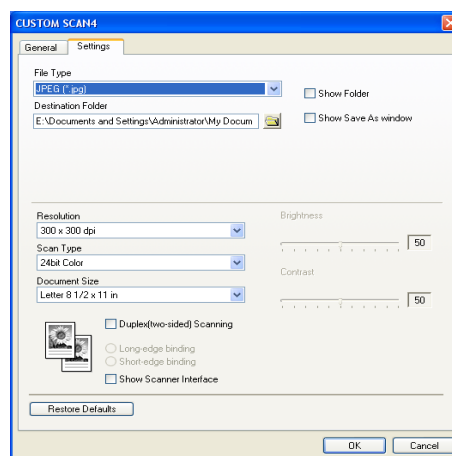 CUSTOM SCAN4
General Settings
File Type
JPEG (*.jpg)
Show Folder
Destination Folder
E:\Documents and Settings\Administrator\My Docum
Show Save As window
Resolution
300 x 300 dpi
Scan Type
24bit Color
Document Size
Letter 8 1/2 x 11 in
Brightness
50
Contrast
50
Duplex(two-sided) Scanning
Long-edge binding
Short-edge binding
Show Scanner Interface
Restore Defaults
OK Cancel